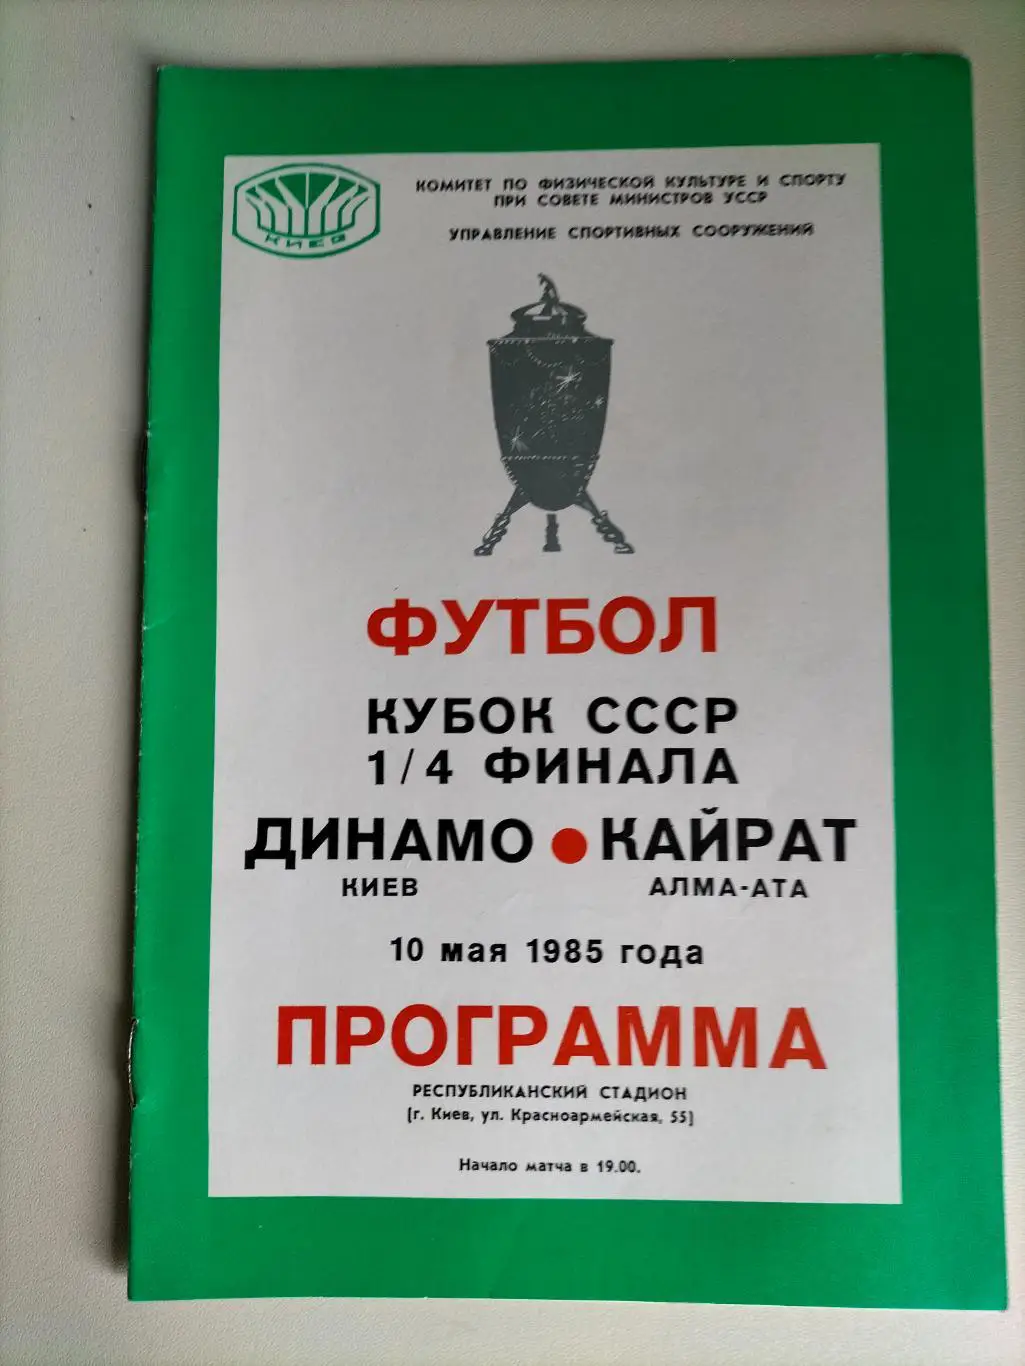 КИЕВ
КОМИТЕТ ПО ФИЗИЧЕСКОЙ КУЛЬТУРЕ И СПОРТУ
ПРИ СОВЕТЕ МИНИСТРОВ УССР
УПРАВЛЕНИЕ СПОРТИВНЫХ СООРУЖЕНИЙ
ФУТБОЛ
КУБОК СССР
1/4 ФИНАЛА
ДИНАМО ● КАЙРАТ
КИЕВ АЛМА-АТА
10 мая 1985 года
ПРОГРАММА
РЕСПУБЛИКАНСКИЙ СТАДИОН
(г. Киев, ул. Красноармейская, 55)
Начало матча в 19.00.